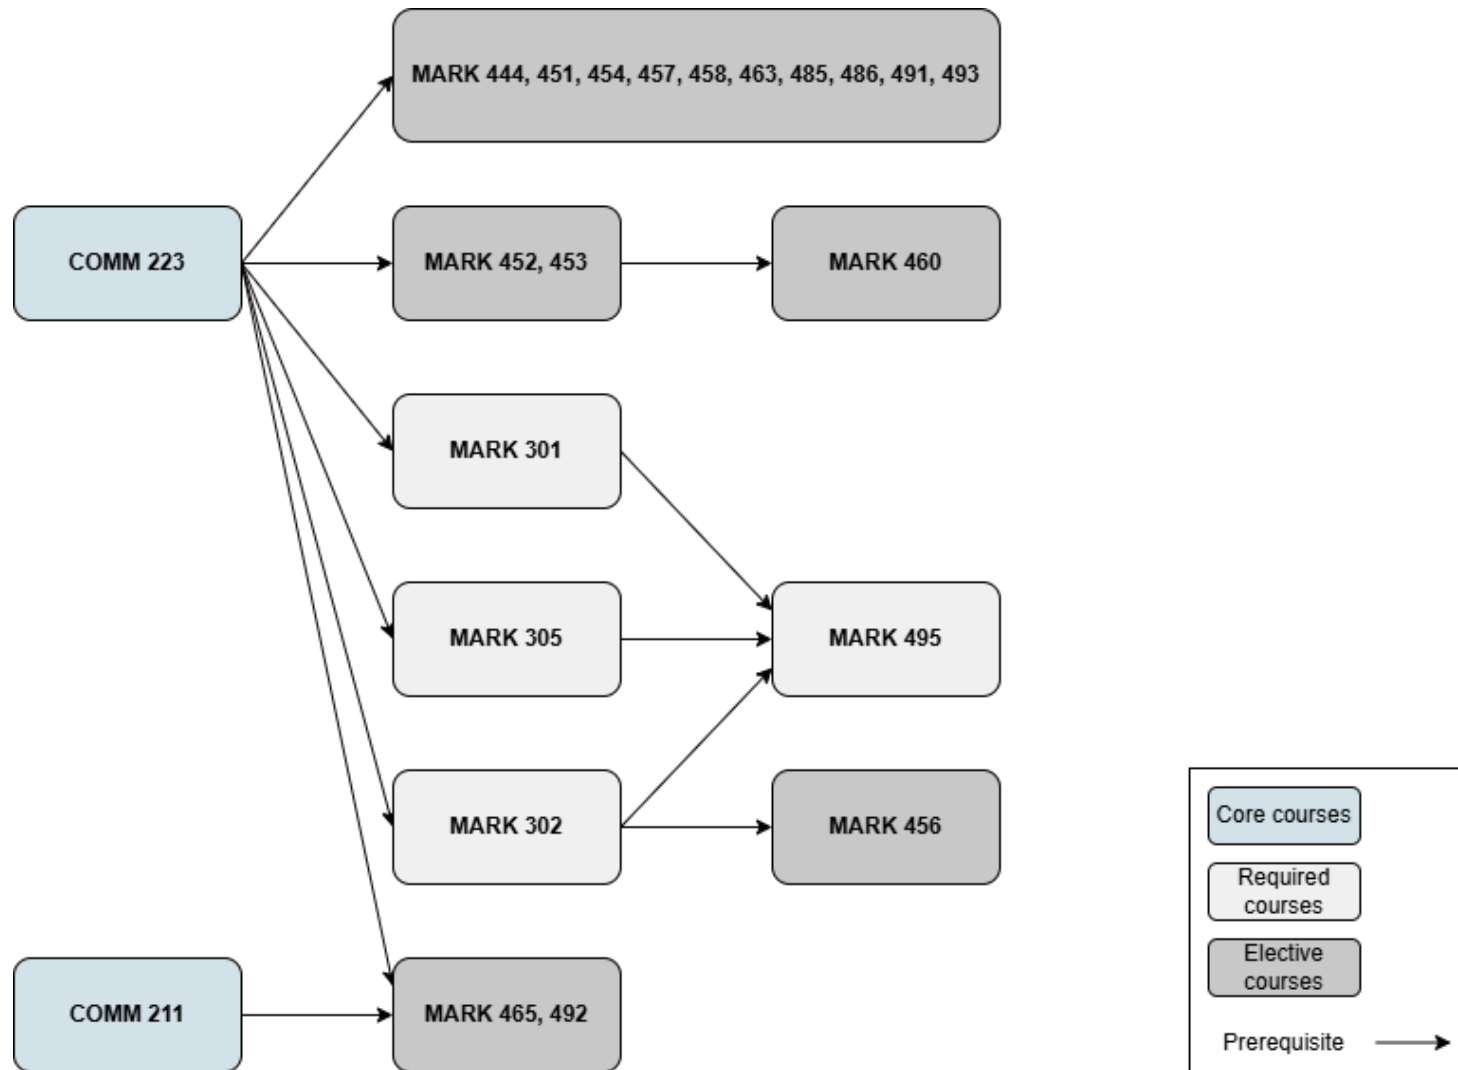 MARK 444, 451, 454, 457, 458, 463, 485, 486, 491, 493
COMM 223
MARK 452, 453
MARK 460
MARK 301
MARK 305
MARK 495
MARK 302
MARK 456
COMM 211
MARK 465, 492
Core courses
Required
courses
Elective
courses
Prerequisite